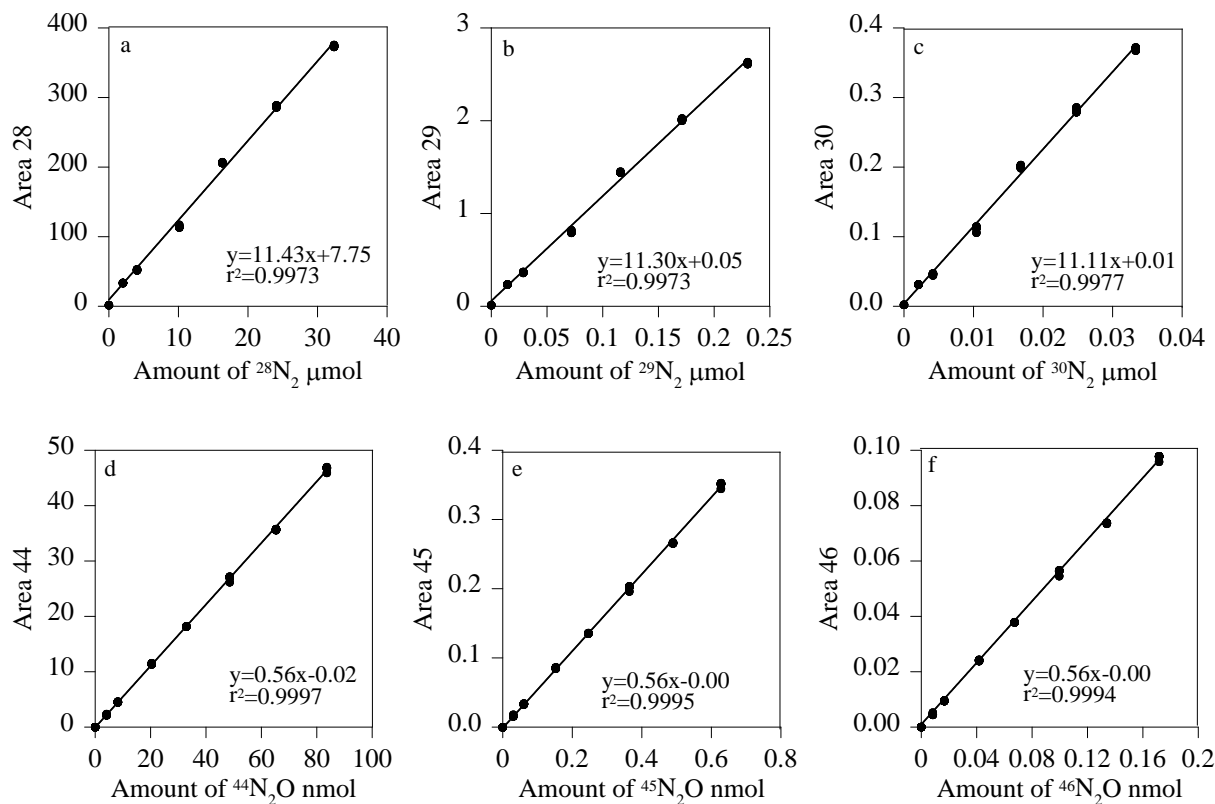 a
400
300
200
100
0
Area 28
y=11.43x+7.75
r²=0.9973
0 10 20 30 40
Amount of ²⁸N₂ μmol
b
3
2
1
0
Area 29
y=11.30x+0.05
r²=0.9973
0 0.05 0.1 0.15 0.2 0.25
Amount of ²⁹N₂ μmol
c
0.4
0.3
0.2
0.1
0.0
Area 30
y=11.11x+0.01
r²=0.9977
0 0.01 0.02 0.03 0.04
Amount of ³⁰N₂ μmol
d
50
40
30
20
10
0
Area 44
y=0.56x-0.02
r²=0.9997
0 20 40 60 80 100
Amount of ⁴⁴N₂O nmol
e
0.4
0.3
0.2
0.1
0.0
Area 45
y=0.56x-0.00
r²=0.9995
0 0.2 0.4 0.6 0.8
Amount of ⁴⁵N₂O nmol
f
0.10
0.08
0.06
0.04
0.02
0.00
Area 46
y=0.56x-0.00
r²=0.9994
0 0.04 0.08 0.12 0.16 0.2
Amount of ⁴⁶N₂O nmol